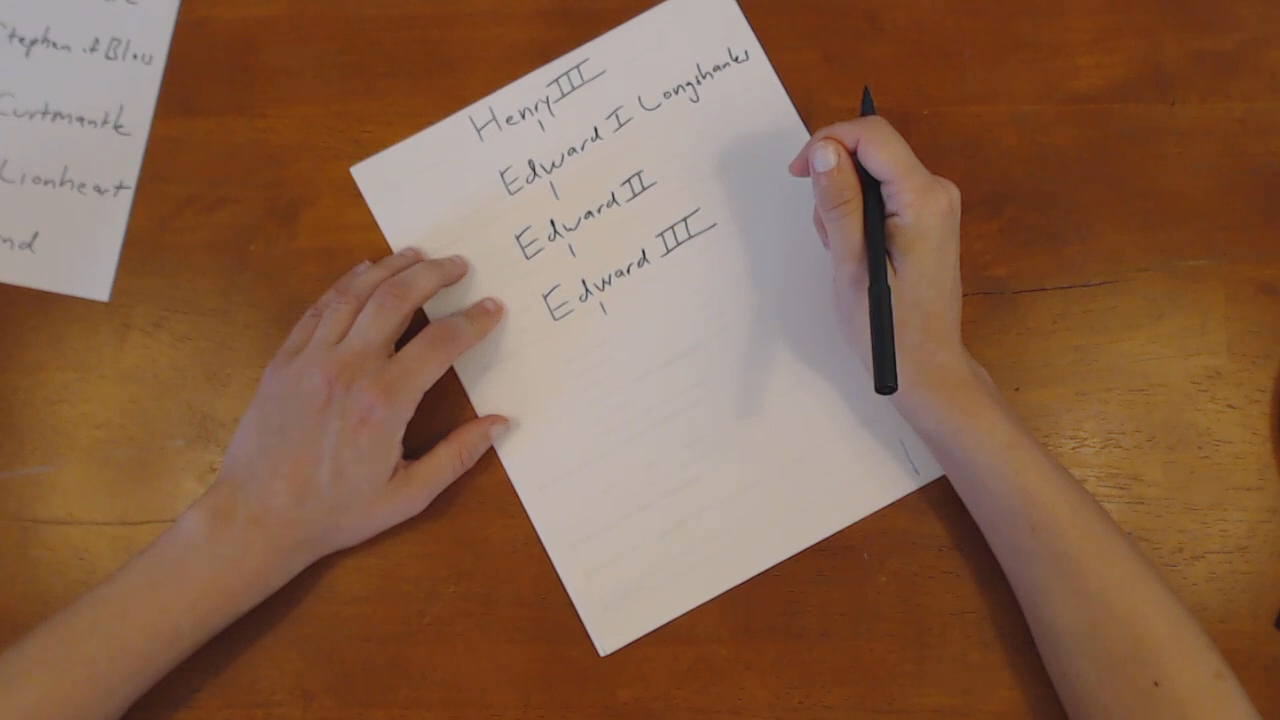 Stephen of Blois
Curtmantle
Lionheart
nd
Henry III
Edward I Longshanks
Edward II
Edward III